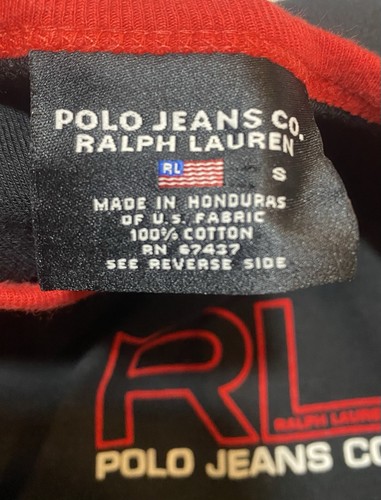 POLO JEANS CO.
RALPH LAUREN
RL
S
MADE IN HONDURAS
OF U.S. FABRIC
100% COTTON
RN 67437
SEE REVERSE SIDE
RL
RALPH LAURE
POLO JEANS CO